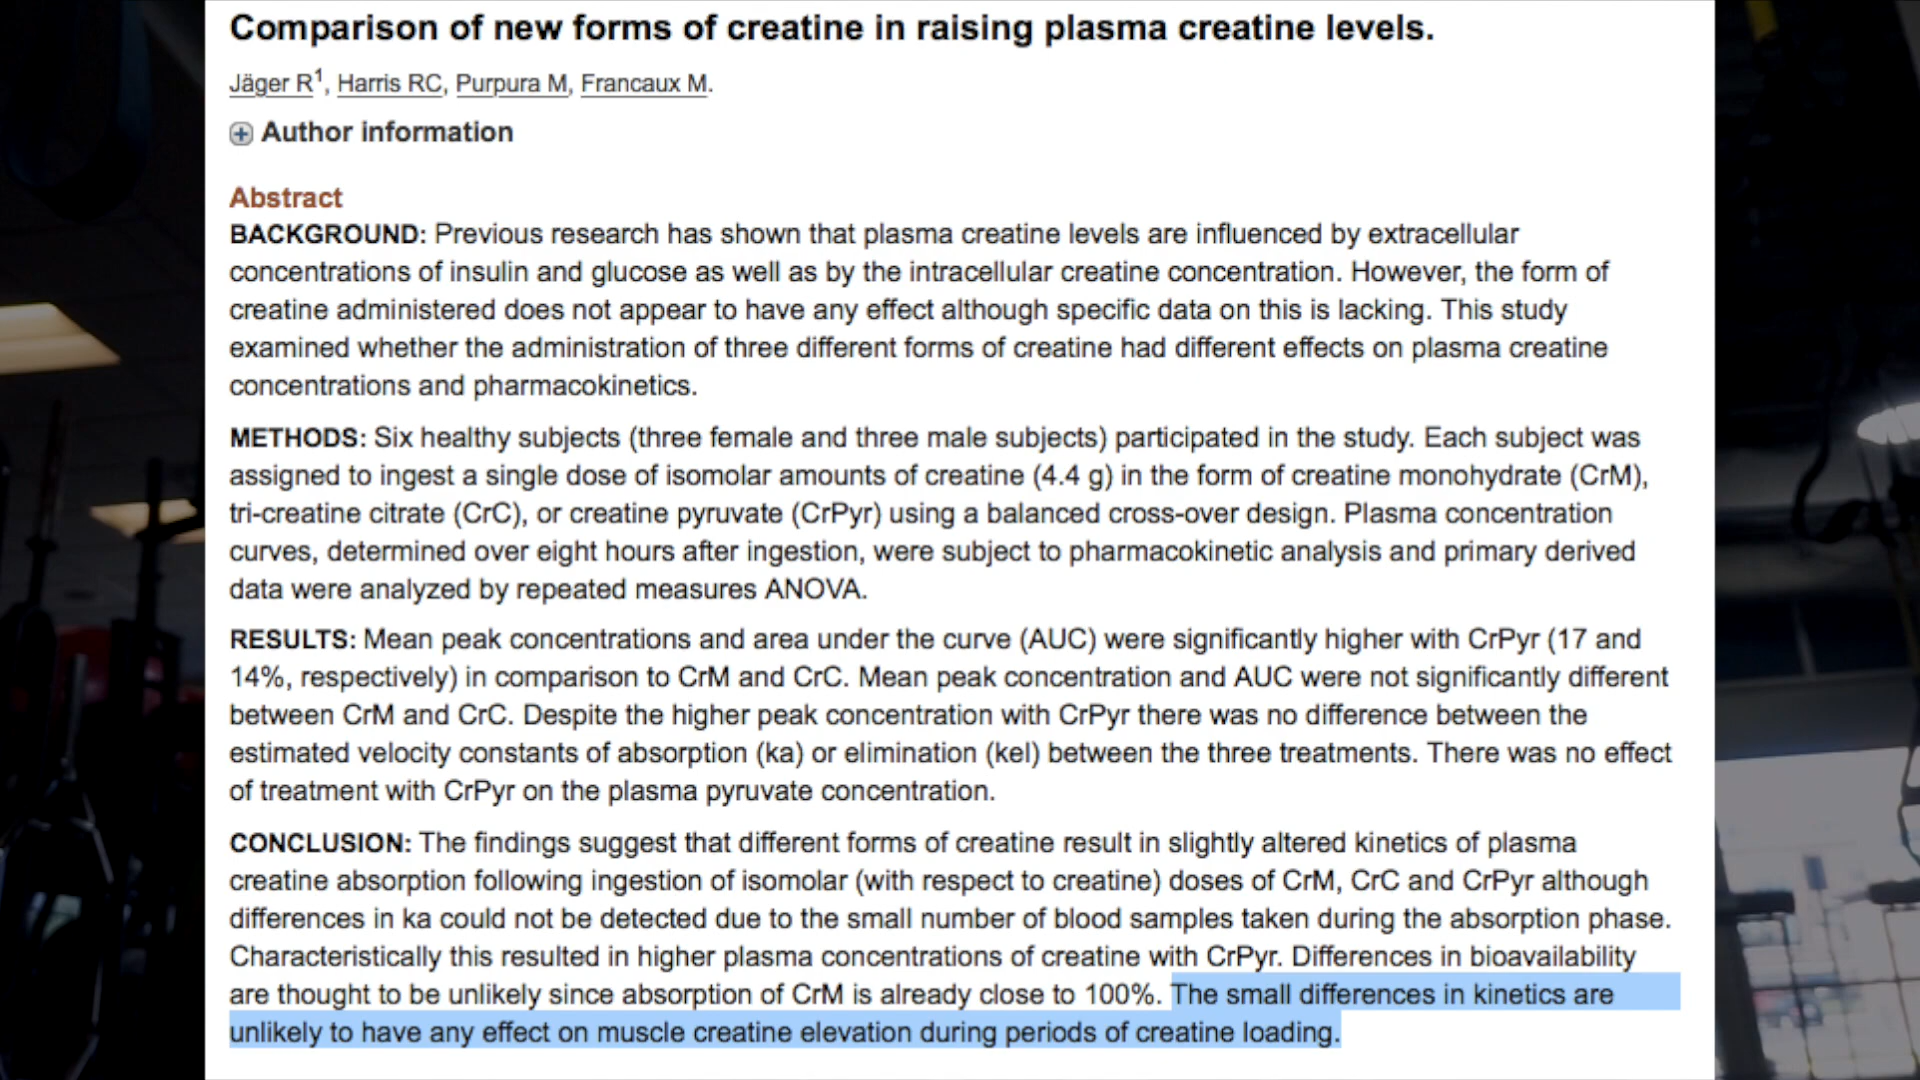 Comparison of new forms of creatine in raising plasma creatine levels.
Jäger R1, Harris RC, Purpura M, Francaux M.
Author information
Abstract
BACKGROUND: Previous research has shown that plasma creatine levels are influenced by extracellular
concentrations of insulin and glucose as well as by the intracellular creatine concentration. However, the form of
creatine administered does not appear to have any effect although specific data on this is lacking. This study
examined whether the administration of three different forms of creatine had different effects on plasma creatine
concentrations and pharmacokinetics.
METHODS: Six healthy subjects (three female and three male subjects) participated in the study. Each subject was
assigned to ingest a single dose of isomolar amounts of creatine (4.4 g) in the form of creatine monohydrate (CrM),
tri-creatine citrate (CrC), or creatine pyruvate (CrPyr) using a balanced cross-over design. Plasma concentration
curves, determined over eight hours after ingestion, were subject to pharmacokinetic analysis and primary derived
data were analyzed by repeated measures ANOVA.
RESULTS: Mean peak concentrations and area under the curve (AUC) were significantly higher with CrPyr (17 and
14%, respectively) in comparison to CrM and CrC. Mean peak concentration and AUC were not significantly different
between CrM and CrC. Despite the higher peak concentration with CrPyr there was no difference between the
estimated velocity constants of absorption (ka) or elimination (kel) between the three treatments. There was no effect
of treatment with CrPyr on the plasma pyruvate concentration.
CONCLUSION: The findings suggest that different forms of creatine result in slightly altered kinetics of plasma
creatine absorption following ingestion of isomolar (with respect to creatine) doses of CrM, CrC and CrPyr although
differences in ka could not be detected due to the small number of blood samples taken during the absorption phase.
Characteristically this resulted in higher plasma concentrations of creatine with CrPyr. Differences in bioavailability
are thought to be unlikely since absorption of CrM is already close to 100%. The small differences in kinetics are
unlikely to have any effect on muscle creatine elevation during periods of creatine loading.